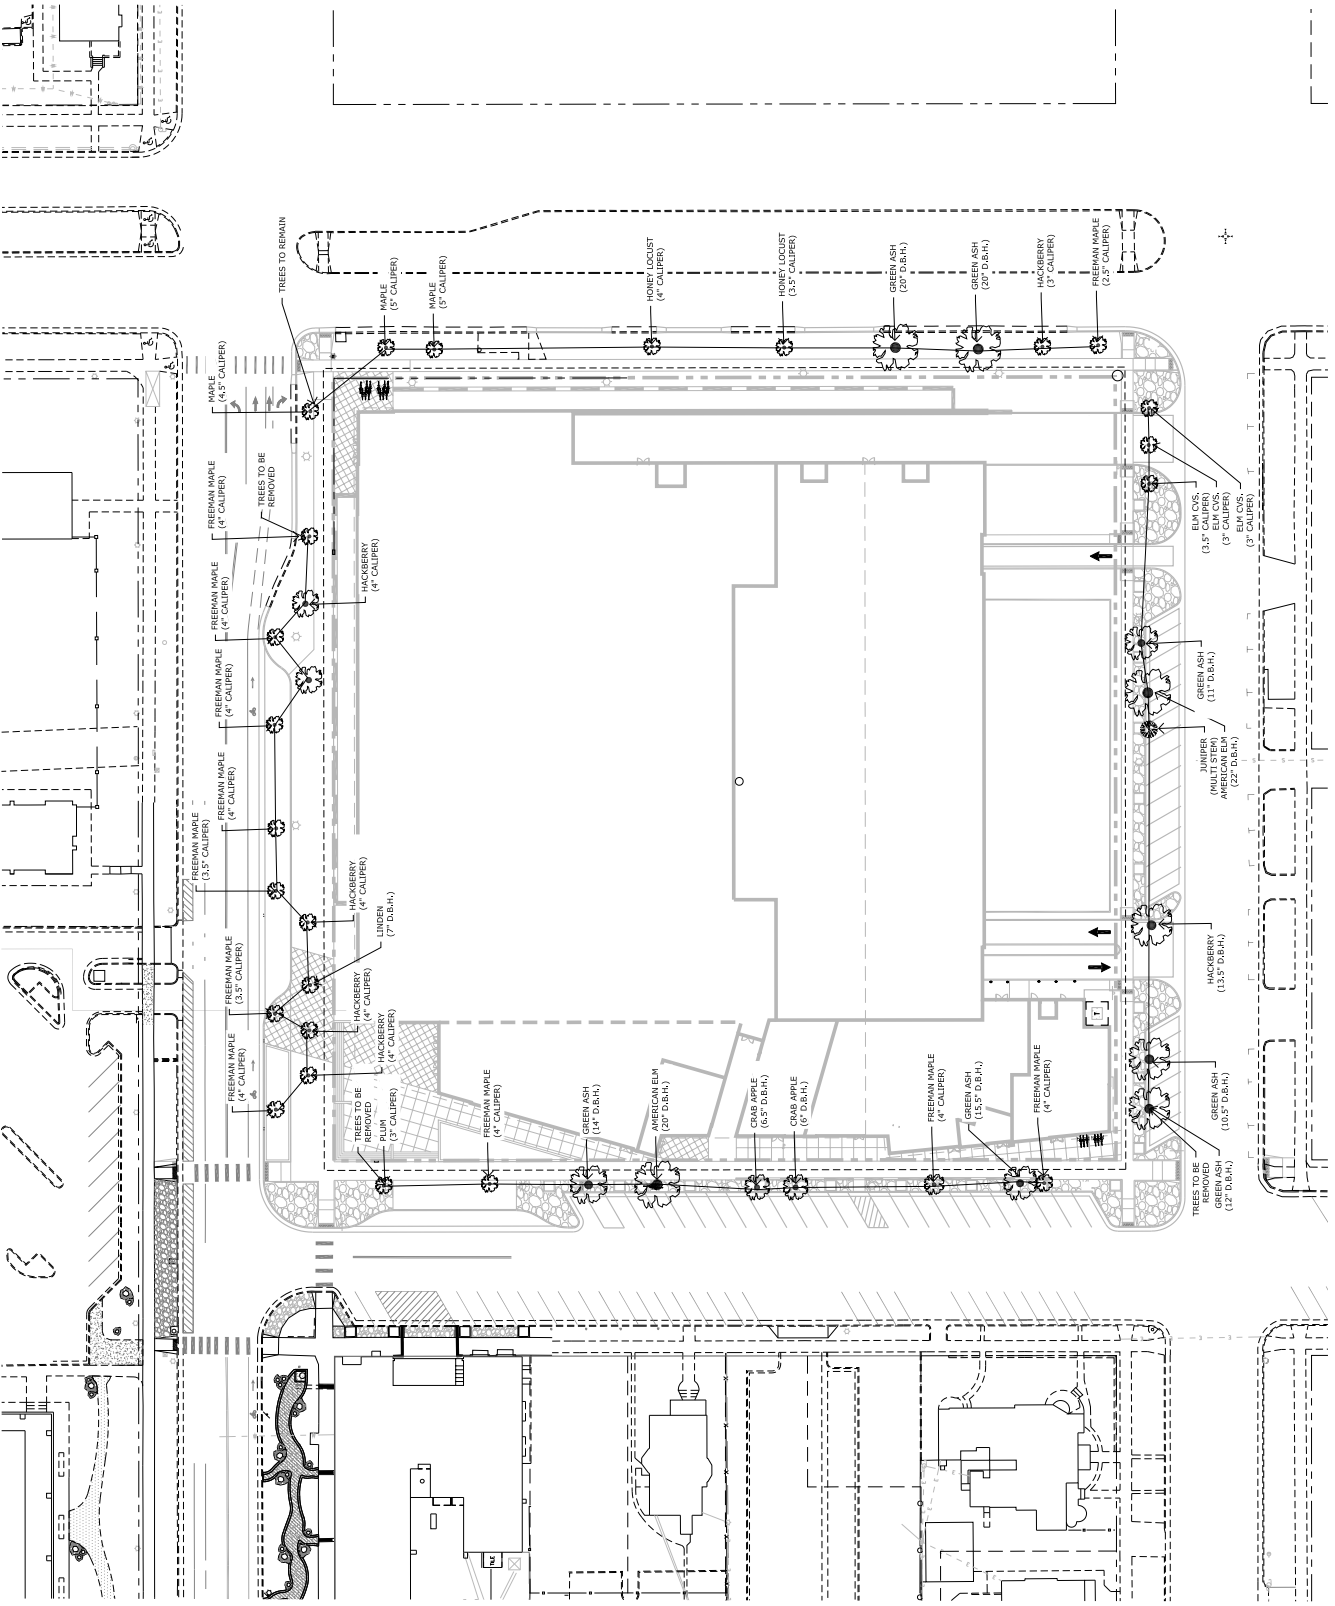 TREES TO REMAIN
MAPLE
(5" CALIPER)
MAPLE
(5" CALIPER)
HONEY LOCUST
(4" CALIPER)
HONEY LOCUST
(3.5" CALIPER)
GREEN ASH
(20" D.B.H.)
GREEN ASH
(20" D.B.H.)
HACKBERRY
(3" CALIPER)
FREEMAN MAPLE
(2.5" CALIPER)
MAPLE
(4.5" CALIPER)
FREEMAN MAPLE
(4" CALIPER)
TREES TO BE
REMOVED
HACKBERRY
(4" CALIPER)
FREEMAN MAPLE
(4" CALIPER)
FREEMAN MAPLE
(4" CALIPER)
FREEMAN MAPLE
(4" CALIPER)
FREEMAN MAPLE
(3.5" CALIPER)
HACKBERRY
(4" CALIPER)
LINDEN
(7" D.B.H.)
FREEMAN MAPLE
(3.5" CALIPER)
HACKBERRY
(4" CALIPER)
HACKBERRY
(4" CALIPER)
FREEMAN MAPLE
(4" CALIPER)
TREES TO BE
REMOVED
PLUM
(3" CALIPER)
FREEMAN MAPLE
(4" CALIPER)
GREEN ASH
(14" D.B.H.)
AMERICAN ELM
(20" D.B.H.)
CRAB APPLE
(6.5" D.B.H.)
CRAB APPLE
(6" D.B.H.)
FREEMAN MAPLE
(4" CALIPER)
GREEN ASH
(15.5" D.B.H.)
FREEMAN MAPLE
(4" CALIPER)
ELM CVS.
(3.5" CALIPER)
ELM CVS.
(3" CALIPER)
ELM CVS.
(3" CALIPER)
GREEN ASH
(11" D.B.H.)
JUNIPER
(MULTI STEM)
AMERICAN ELM
(22" D.B.H.)
HACKBERRY
(13.5" D.B.H.)
GREEN ASH
(10.5" D.B.H.)
TREES TO BE
REMOVED
GREEN ASH
(12" D.B.H.)
T
TILE